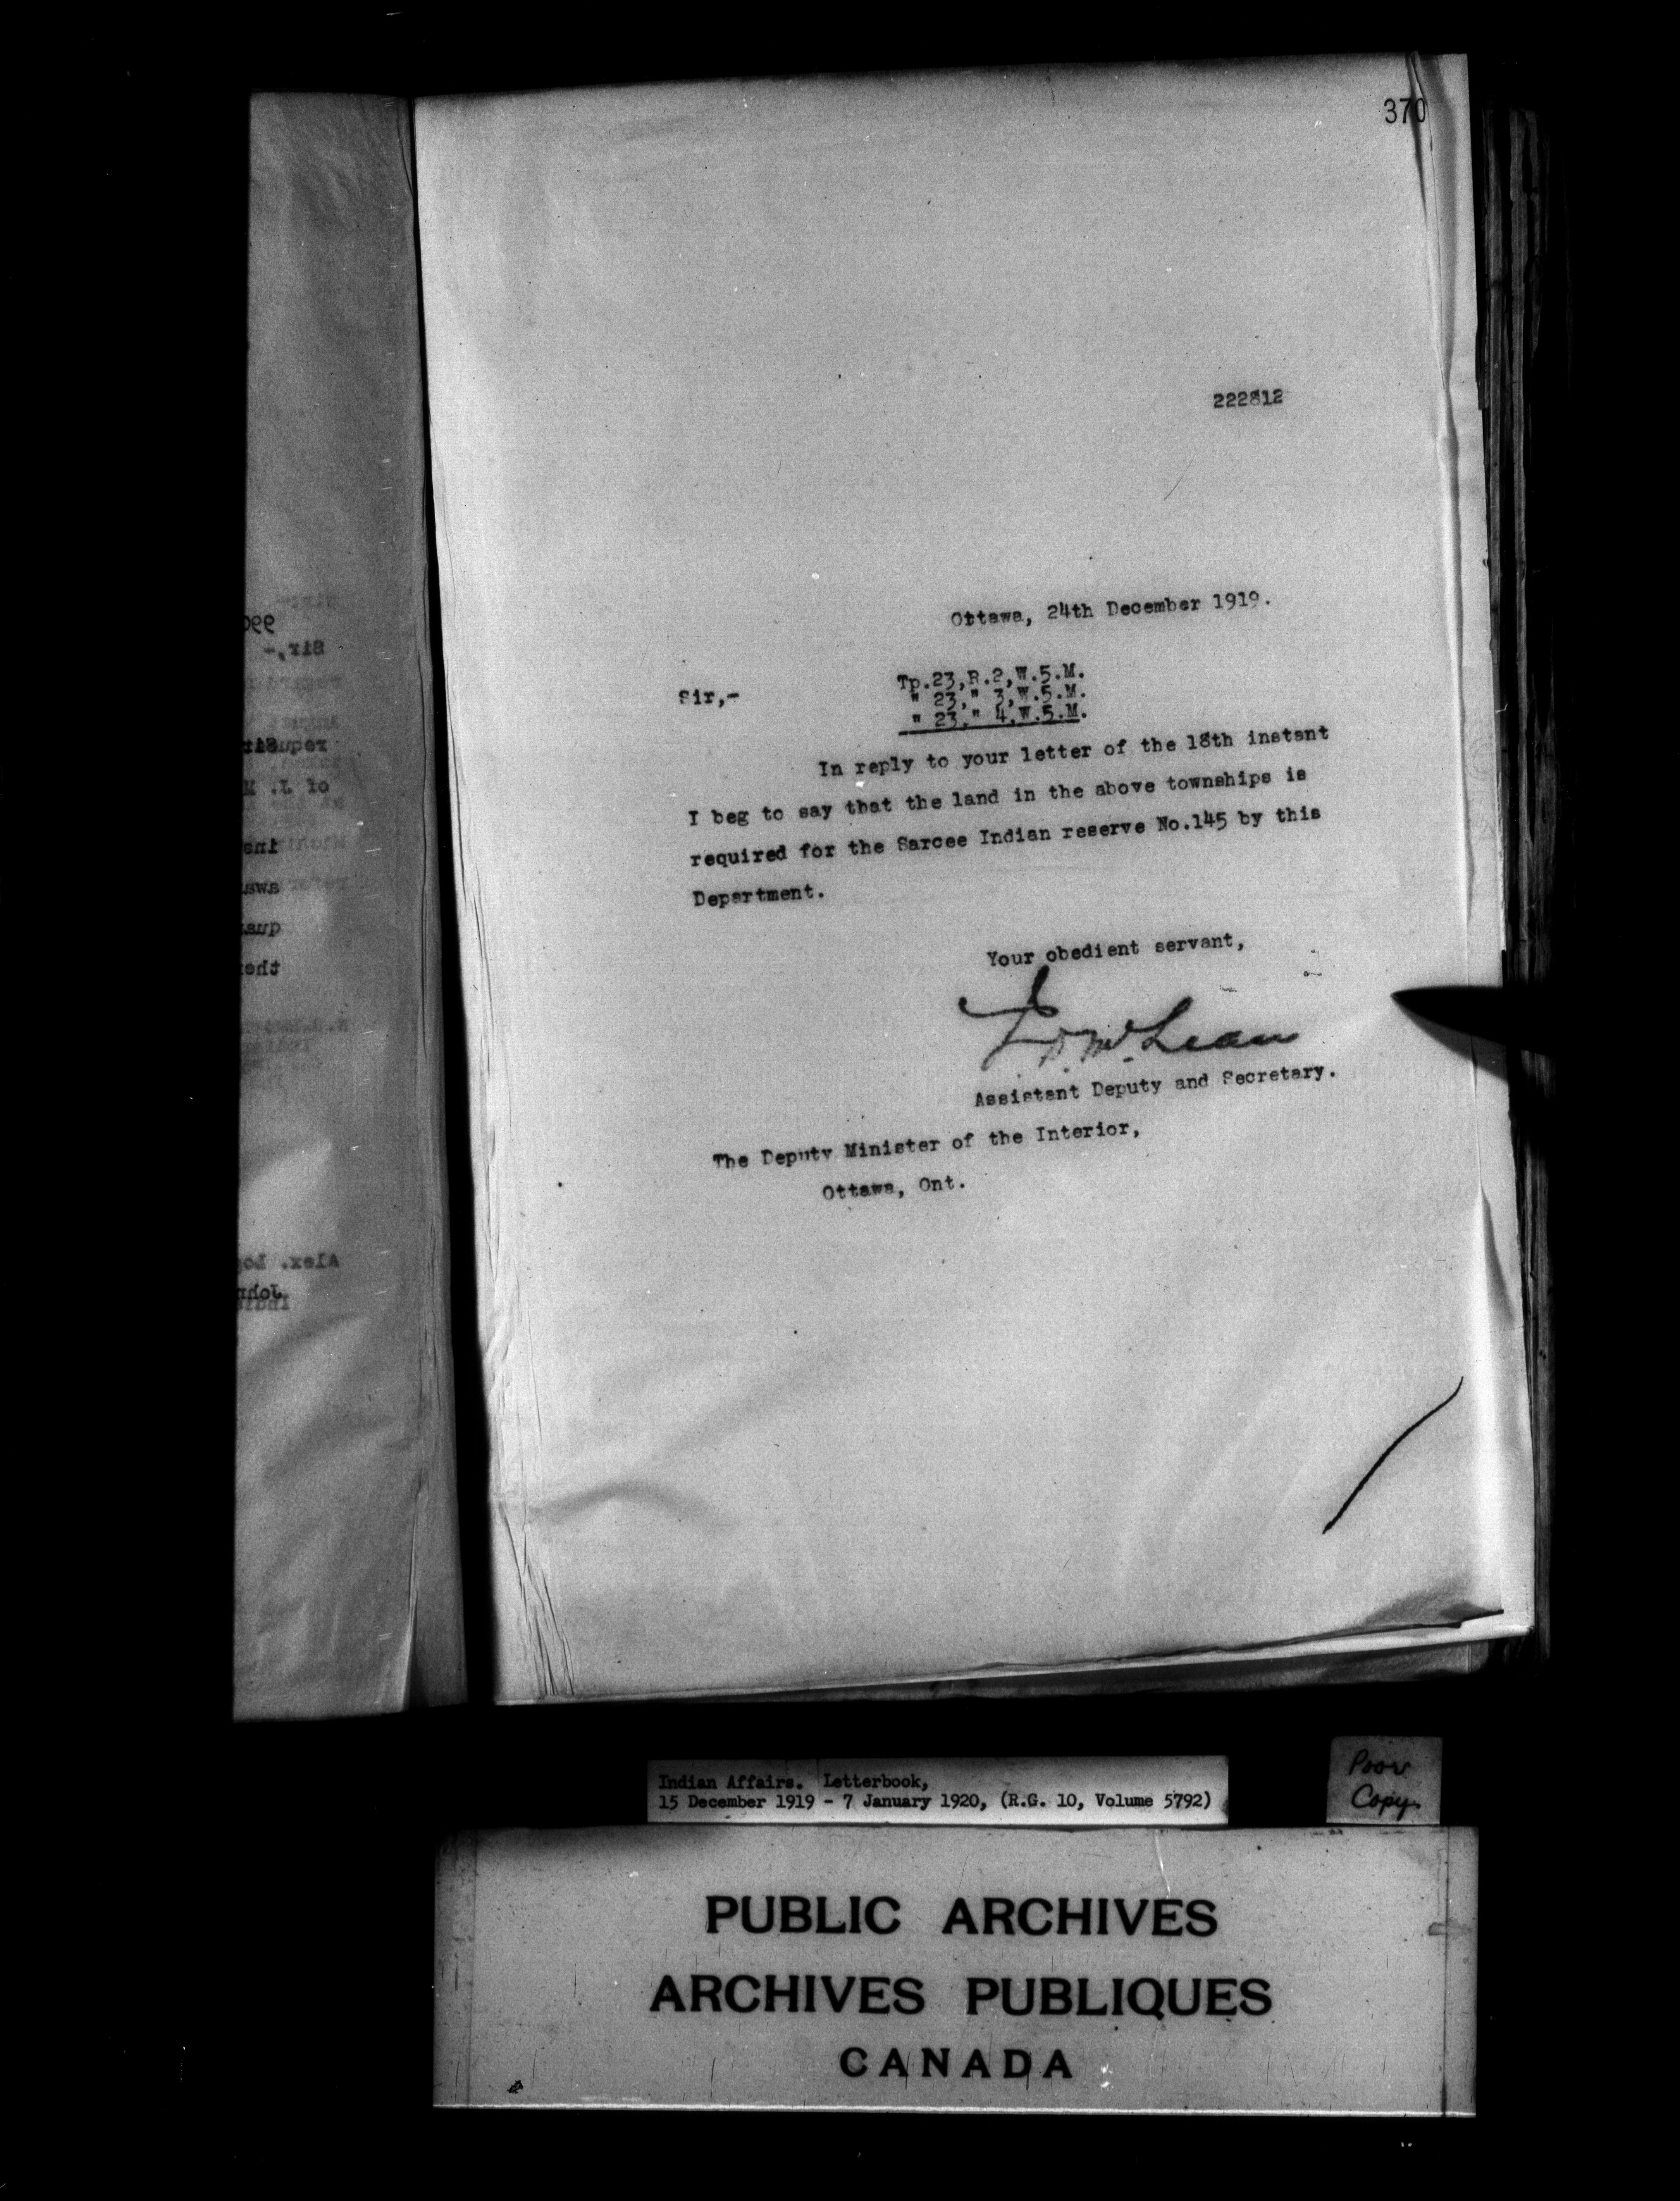 370
222812
Ottawa, 24th December 1919.
Sir,-
Tp.23,R.2,W.5.M.
" 23," 3,W.5.M.
" 23," 4,W.5.M.
In reply to your letter of the 18th instant
I beg to say that the land in the above townships is
required for the Sarcee Indian reserve No.145 by this
Department.
Your obedient servant,
J D McLean
Assistant Deputy and Secretary.
The Deputy Minister of the Interior,
Ottawa, Ont.
Indian Affairs. Letterbook,
15 December 1919 - 7 January 1920, (R.G. 10, Volume 5792)
Poor
Copy
PUBLIC ARCHIVES
ARCHIVES PUBLIQUES
CANADA